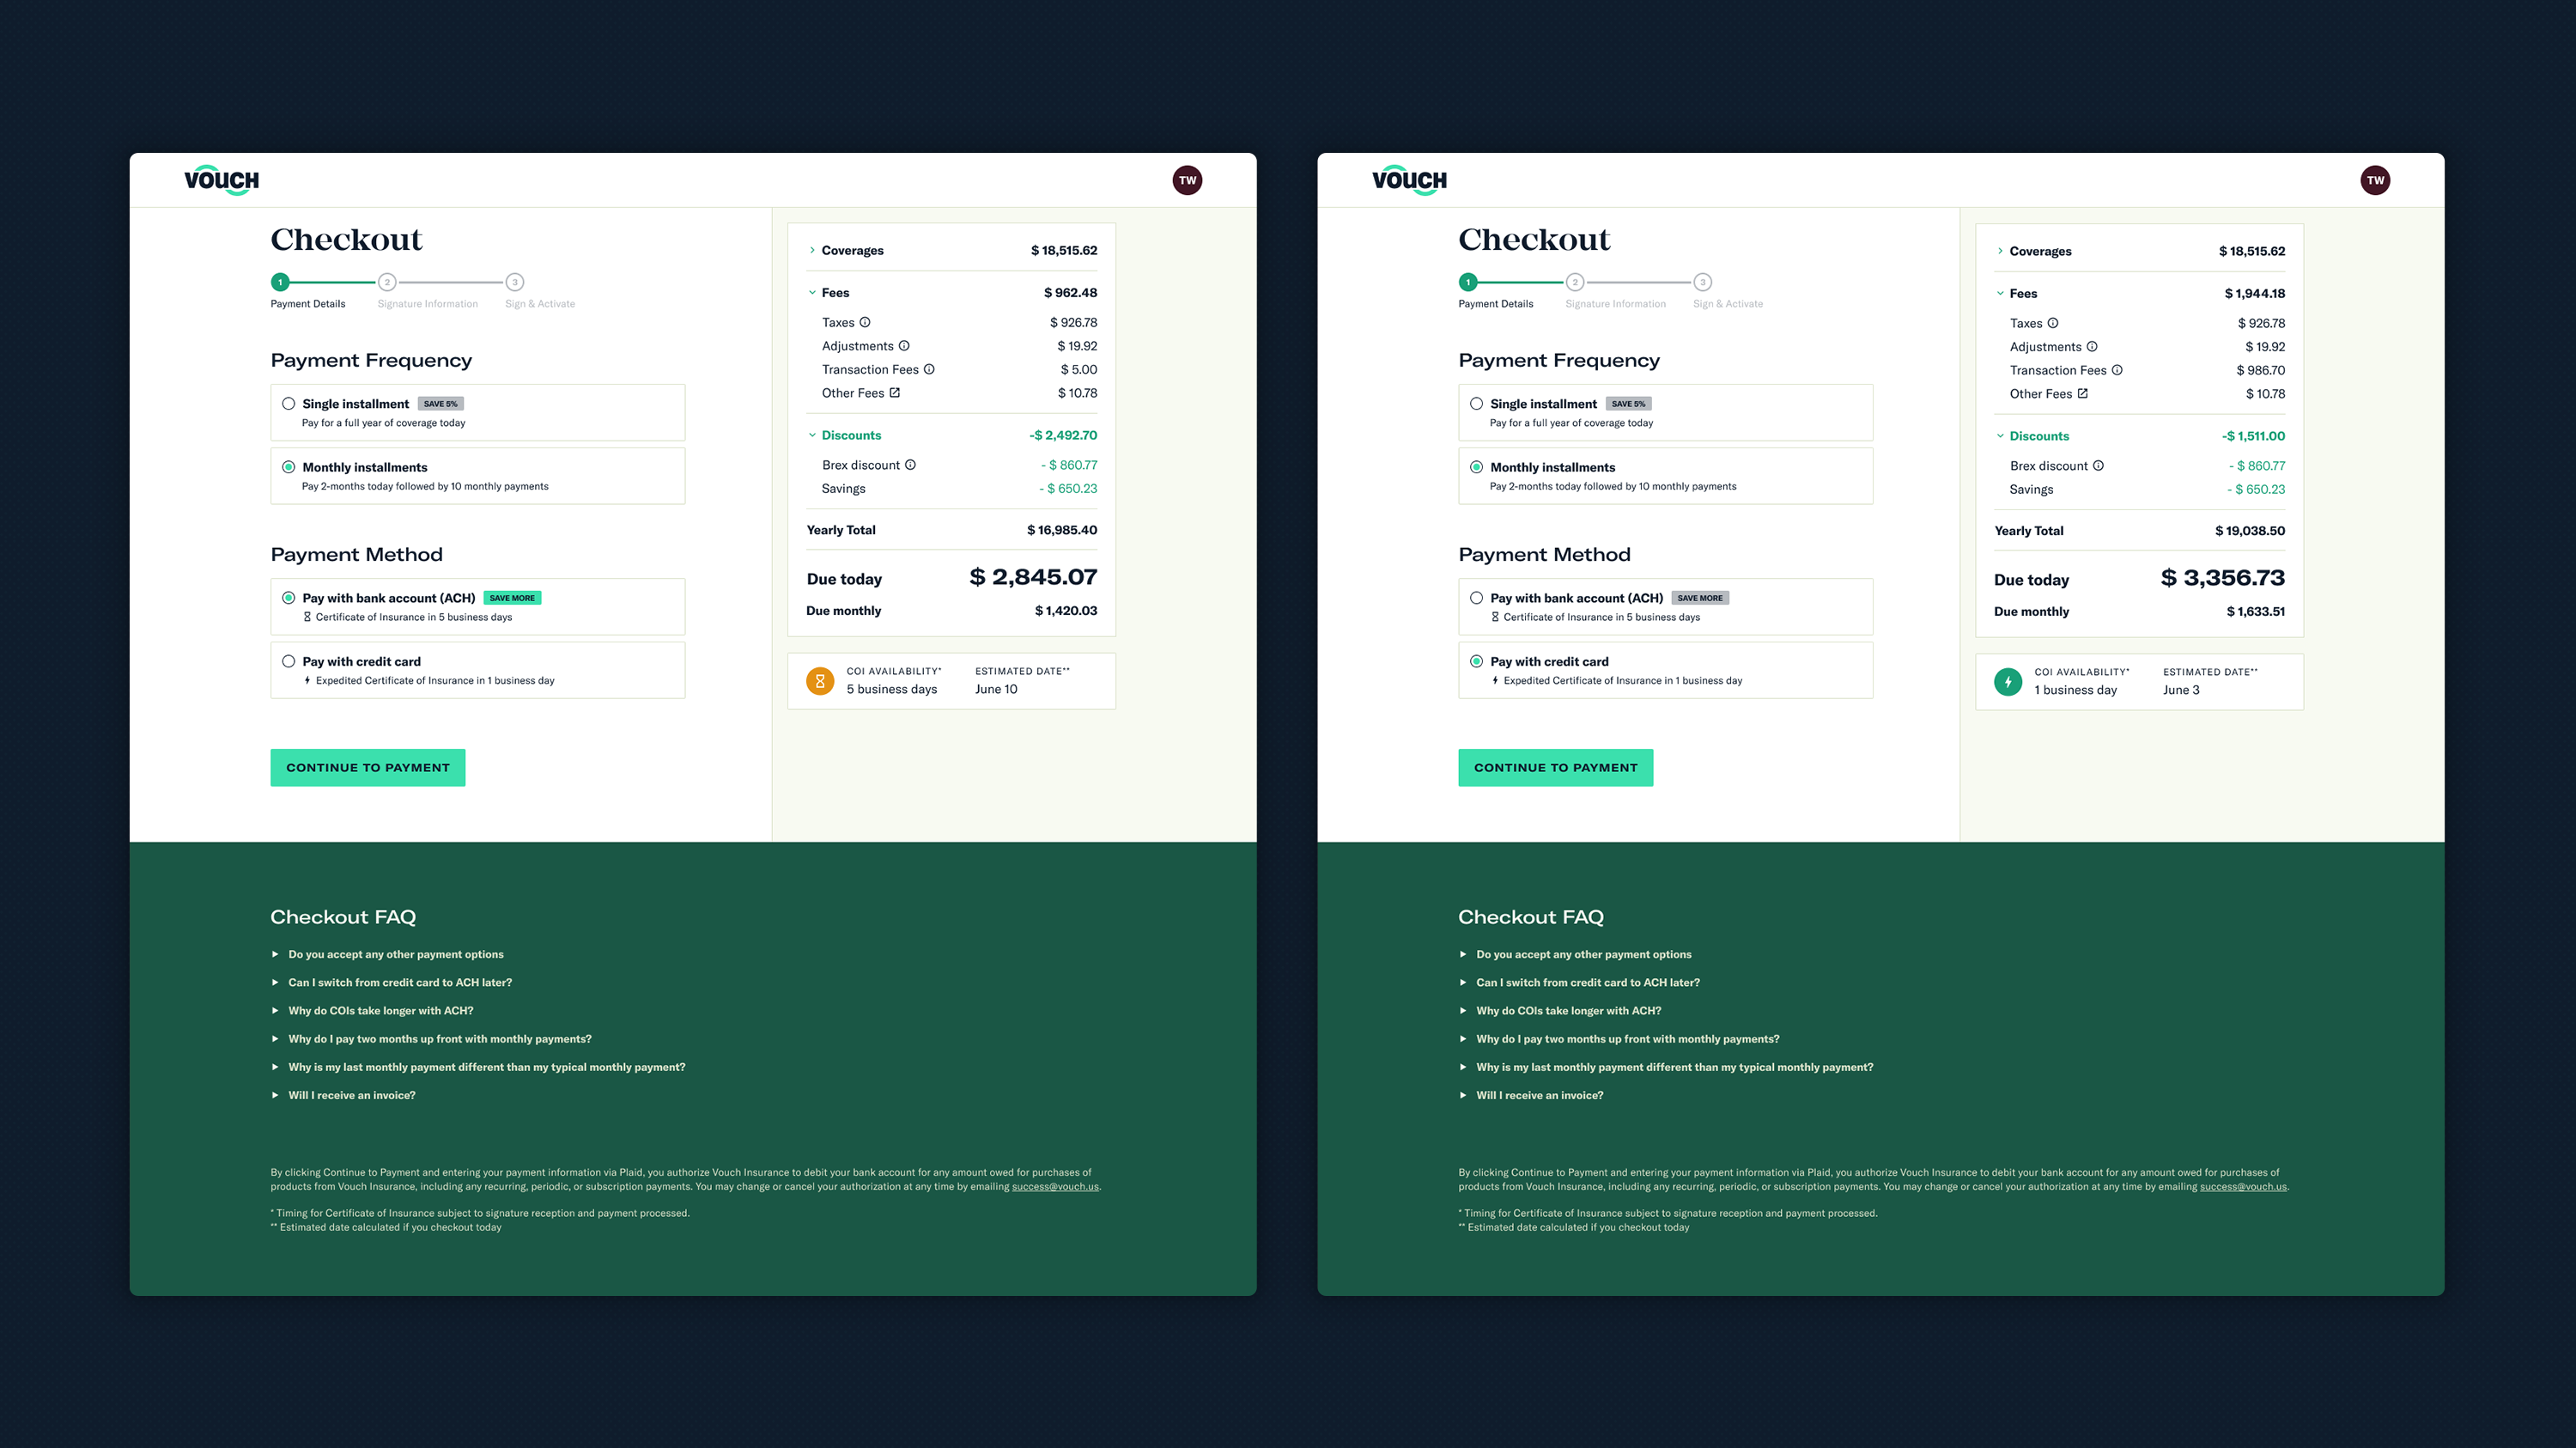 VOUCH
TW
Checkout
1 2 3
Payment Details Signature Information Sign & Activate
Payment Frequency
Single installment SAVE 5%
Pay for a full year of coverage today
Monthly installments
Pay 2-months today followed by 10 monthly payments
Payment Method
Pay with bank account (ACH) SAVE MORE
Certificate of Insurance in 5 business days
Pay with credit card
Expedited Certificate of Insurance in 1 business day
CONTINUE TO PAYMENT
Coverages $ 18,515.62
Fees $ 962.48
Taxes $ 926.78
Adjustments $ 19.92
Transaction Fees $ 5.00
Other Fees $ 10.78
Discounts -$ 2,492.70
Brex discount - $ 860.77
Savings - $ 650.23
Yearly Total $ 16,985.40
Due today $ 2,845.07
Due monthly $ 1,420.03
COI AVAILABILITY* ESTIMATED DATE**
5 business days June 10
Checkout FAQ
Do you accept any other payment options
Can I switch from credit card to ACH later?
Why do COIs take longer with ACH?
Why do I pay two months up front with monthly payments?
Why is my last monthly payment different than my typical monthly payment?
Will I receive an invoice?
By clicking Continue to Payment and entering your payment information via Plaid, you authorize Vouch Insurance to debit your bank account for any amount owed for purchases of
products from Vouch Insurance, including any recurring, periodic, or subscription payments. You may change or cancel your authorization at any time by emailing success@vouch.us.
* Timing for Certificate of Insurance subject to signature reception and payment processed.
** Estimated date calculated if you checkout today
VOUCH
TW
Checkout
1 2 3
Payment Details Signature Information Sign & Activate
Payment Frequency
Single installment SAVE 5%
Pay for a full year of coverage today
Monthly installments
Pay 2-months today followed by 10 monthly payments
Payment Method
Pay with bank account (ACH) SAVE MORE
Certificate of Insurance in 5 business days
Pay with credit card
Expedited Certificate of Insurance in 1 business day
CONTINUE TO PAYMENT
Coverages $ 18,515.62
Fees $ 1,944.18
Taxes $ 926.78
Adjustments $ 19.92
Transaction Fees $ 986.70
Other Fees $ 10.78
Discounts -$ 1,511.00
Brex discount - $ 860.77
Savings - $ 650.23
Yearly Total $ 19,038.50
Due today $ 3,356.73
Due monthly $ 1,633.51
COI AVAILABILITY* ESTIMATED DATE**
1 business day June 3
Checkout FAQ
Do you accept any other payment options
Can I switch from credit card to ACH later?
Why do COIs take longer with ACH?
Why do I pay two months up front with monthly payments?
Why is my last monthly payment different than my typical monthly payment?
Will I receive an invoice?
By clicking Continue to Payment and entering your payment information via Plaid, you authorize Vouch Insurance to debit your bank account for any amount owed for purchases of
products from Vouch Insurance, including any recurring, periodic, or subscription payments. You may change or cancel your authorization at any time by emailing success@vouch.us.
* Timing for Certificate of Insurance subject to signature reception and payment processed.
** Estimated date calculated if you checkout today